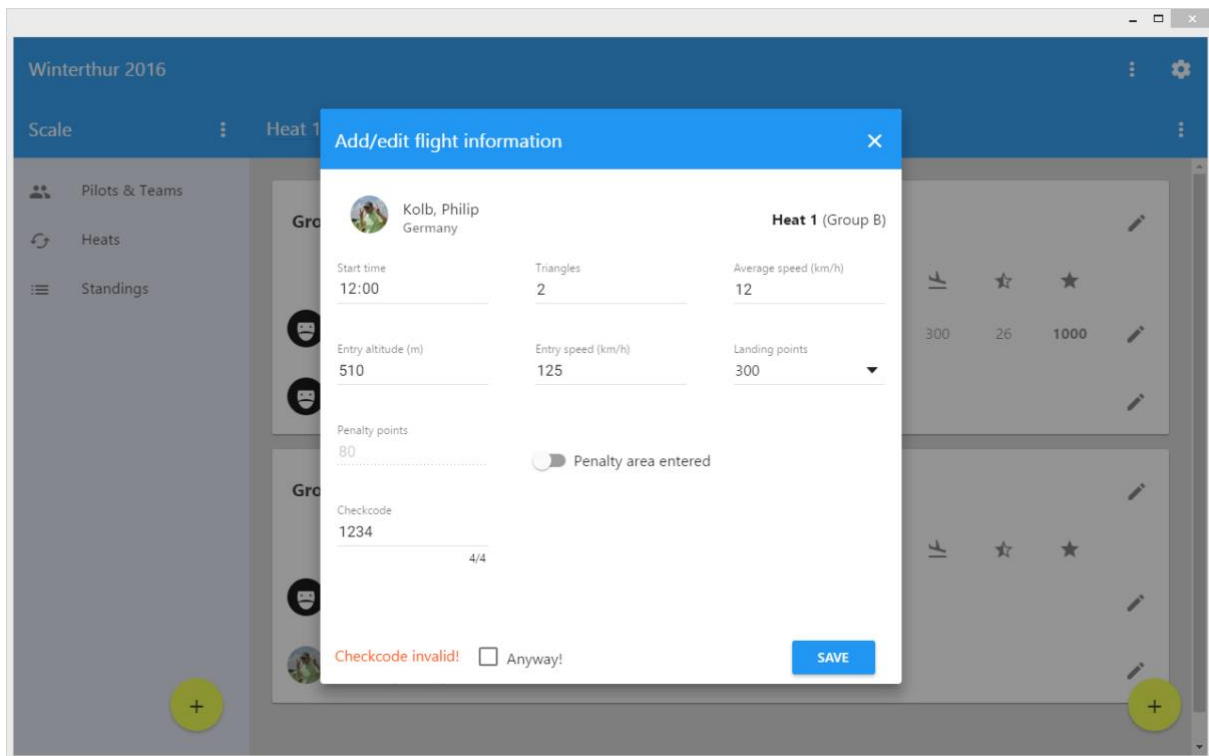 Winterthur 2016
Scale
Heat 1
Pilots & Teams
Heats
Standings
Gro
300 26 1000
Gro
Add/edit flight information
Kolb, Philip
Germany
Heat 1 (Group B)
Start time Triangles Average speed (km/h)
12:00 2 12
Entry altitude (m) Entry speed (km/h) Landing points
510 125 300
Penalty points
80
Penalty area entered
Checkcode
1234
4/4
Checkcode invalid! Anyway! SAVE